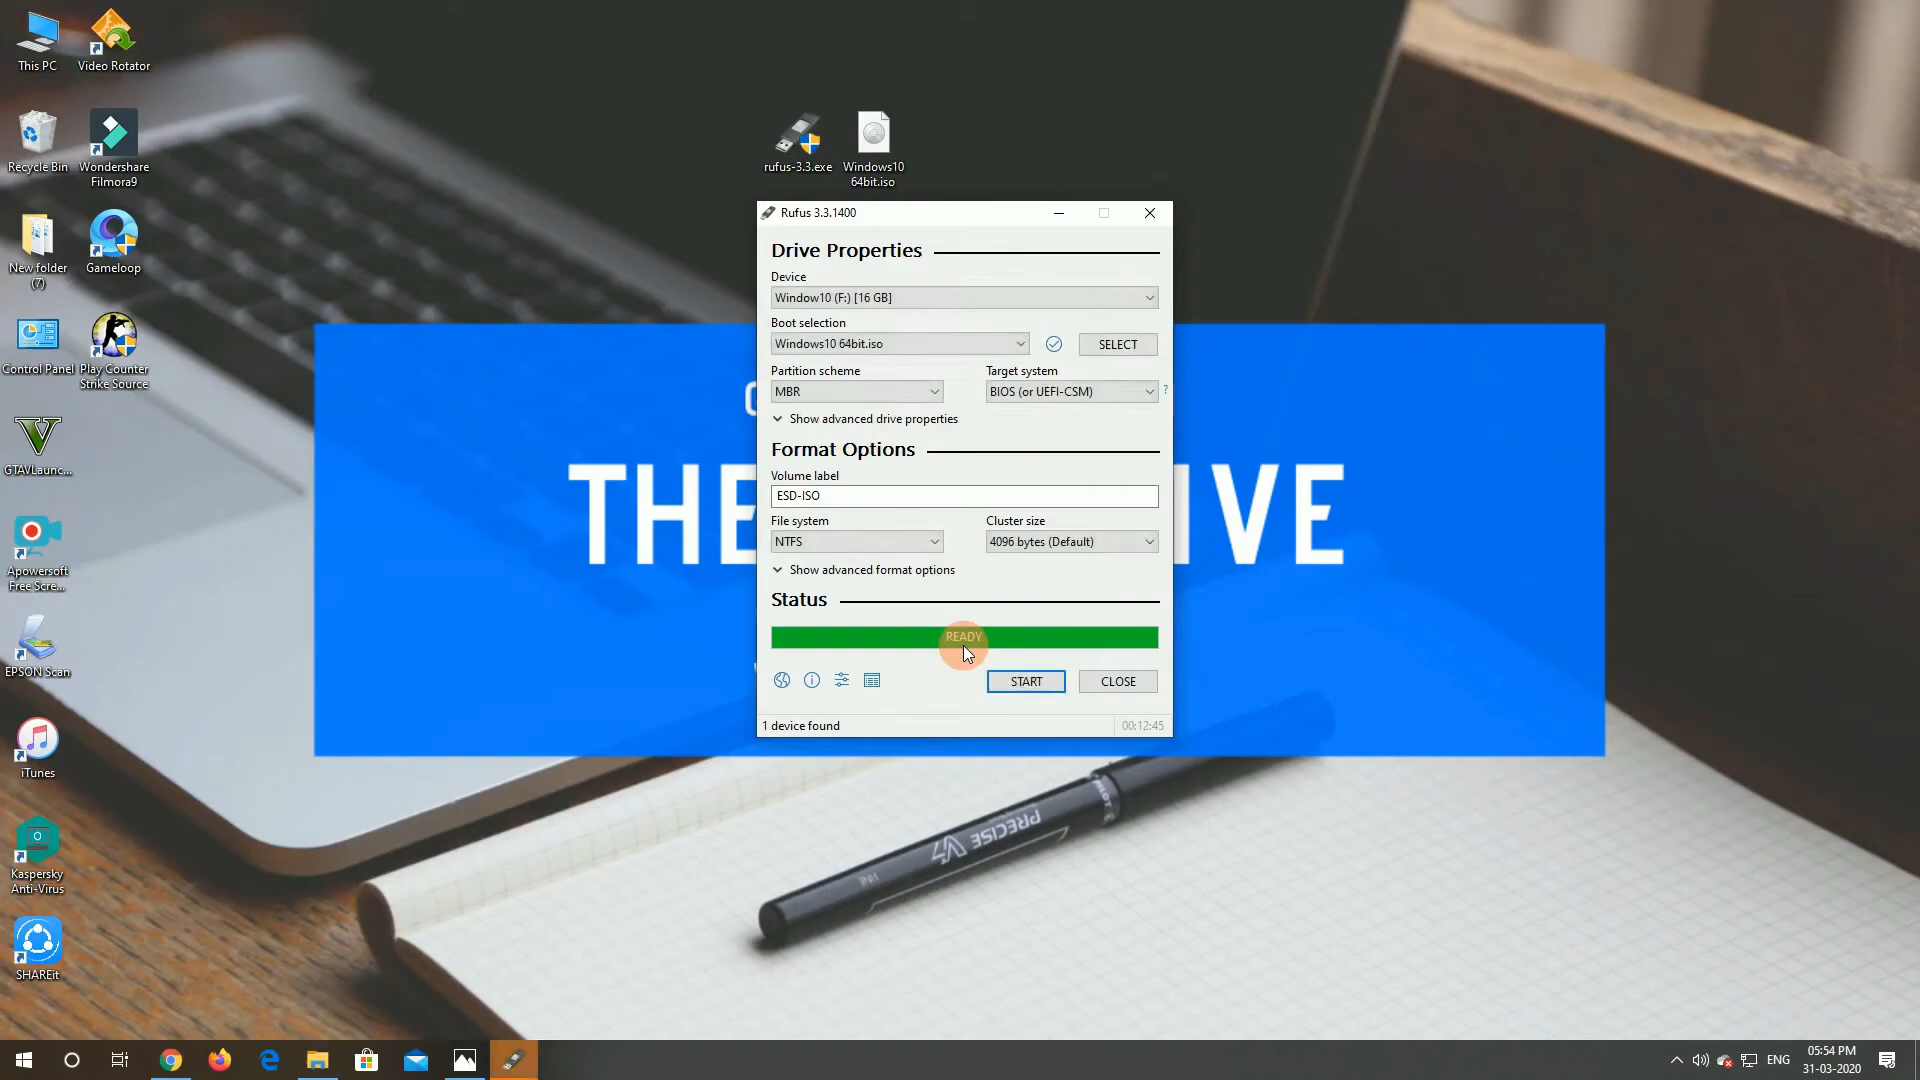 This PC
Video Rotator
Recycle Bin
Wondershare
Filmora9
New folder
(7)
Gameloop
Control Panel
Play Counter
Strike Source
GTAVLaunc...
Apowersoft
Free Scre...
EPSON Scan
iTunes
Kaspersky
Anti-Virus
SHAREit
rufus-3.3.exe
Windows10
64bit.iso
Rufus 3.3.1400
Drive Properties
Device
Window10 (F:) [16 GB]
Boot selection
Windows10 64bit.iso
SELECT
Partition scheme
Target system
MBR
BIOS (or UEFI-CSM)
?
Show advanced drive properties
Format Options
Volume label
ESD-ISO
File system
Cluster size
NTFS
4096 bytes (Default)
Show advanced format options
Status
READY
START
CLOSE
1 device found
00:12:45
THE
IVE
PILOT
PRECISE V7
ENG
05:54 PM
31-03-2020